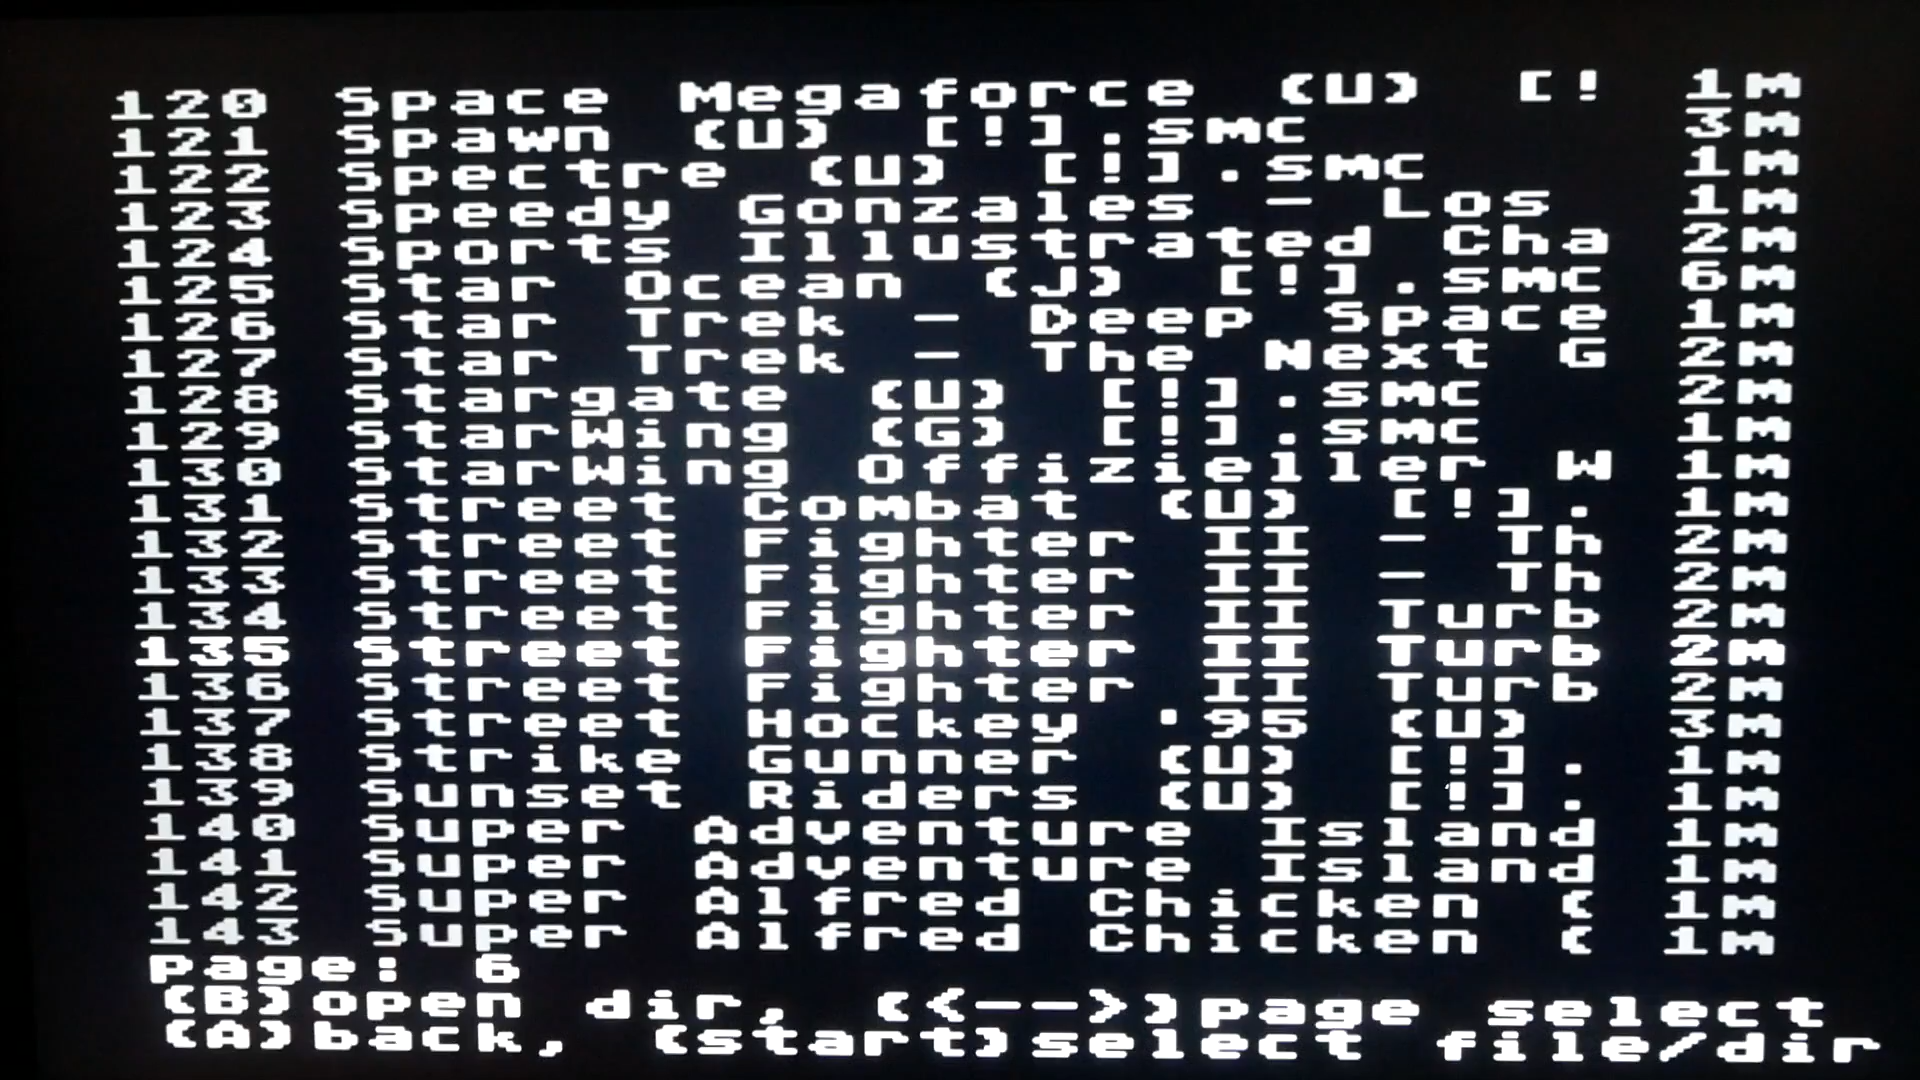 120 Space Megaforce (U) [! 1M
121 Spawn (U) [!].smc 3M
122 Spectre (U) [!].smc 1M
123 Speedy Gonzales - Los 1M
124 Sports Illustrated Cha 2M
125 Star Ocean (J) [!].smc 6M
126 Star Trek - Deep Space 1M
127 Star Trek - The Next G 2M
128 Stargate (U) [!].smc 2M
129 StarWing (G) [!].smc 1M
130 StarWing Offizieller W 1M
131 Street Combat (U) [!]. 1M
132 Street Fighter II - Th 2M
133 Street Fighter II - Th 2M
134 Street Fighter II Turb 2M
135 Street Fighter II Turb 2M
136 Street Fighter II Turb 2M
137 Street Hockey '95 (U) 3M
138 Strike Gunner (U) [!]. 1M
139 Sunset Riders (U) [!]. 1M
140 Super Adventure Island 1M
141 Super Adventure Island 1M
142 Super Alfred Chicken ( 1M
143 Super Alfred Chicken ( 1M
page: 6
(B)open dir, (<-->)page select
(A)back, (start)select file/dir